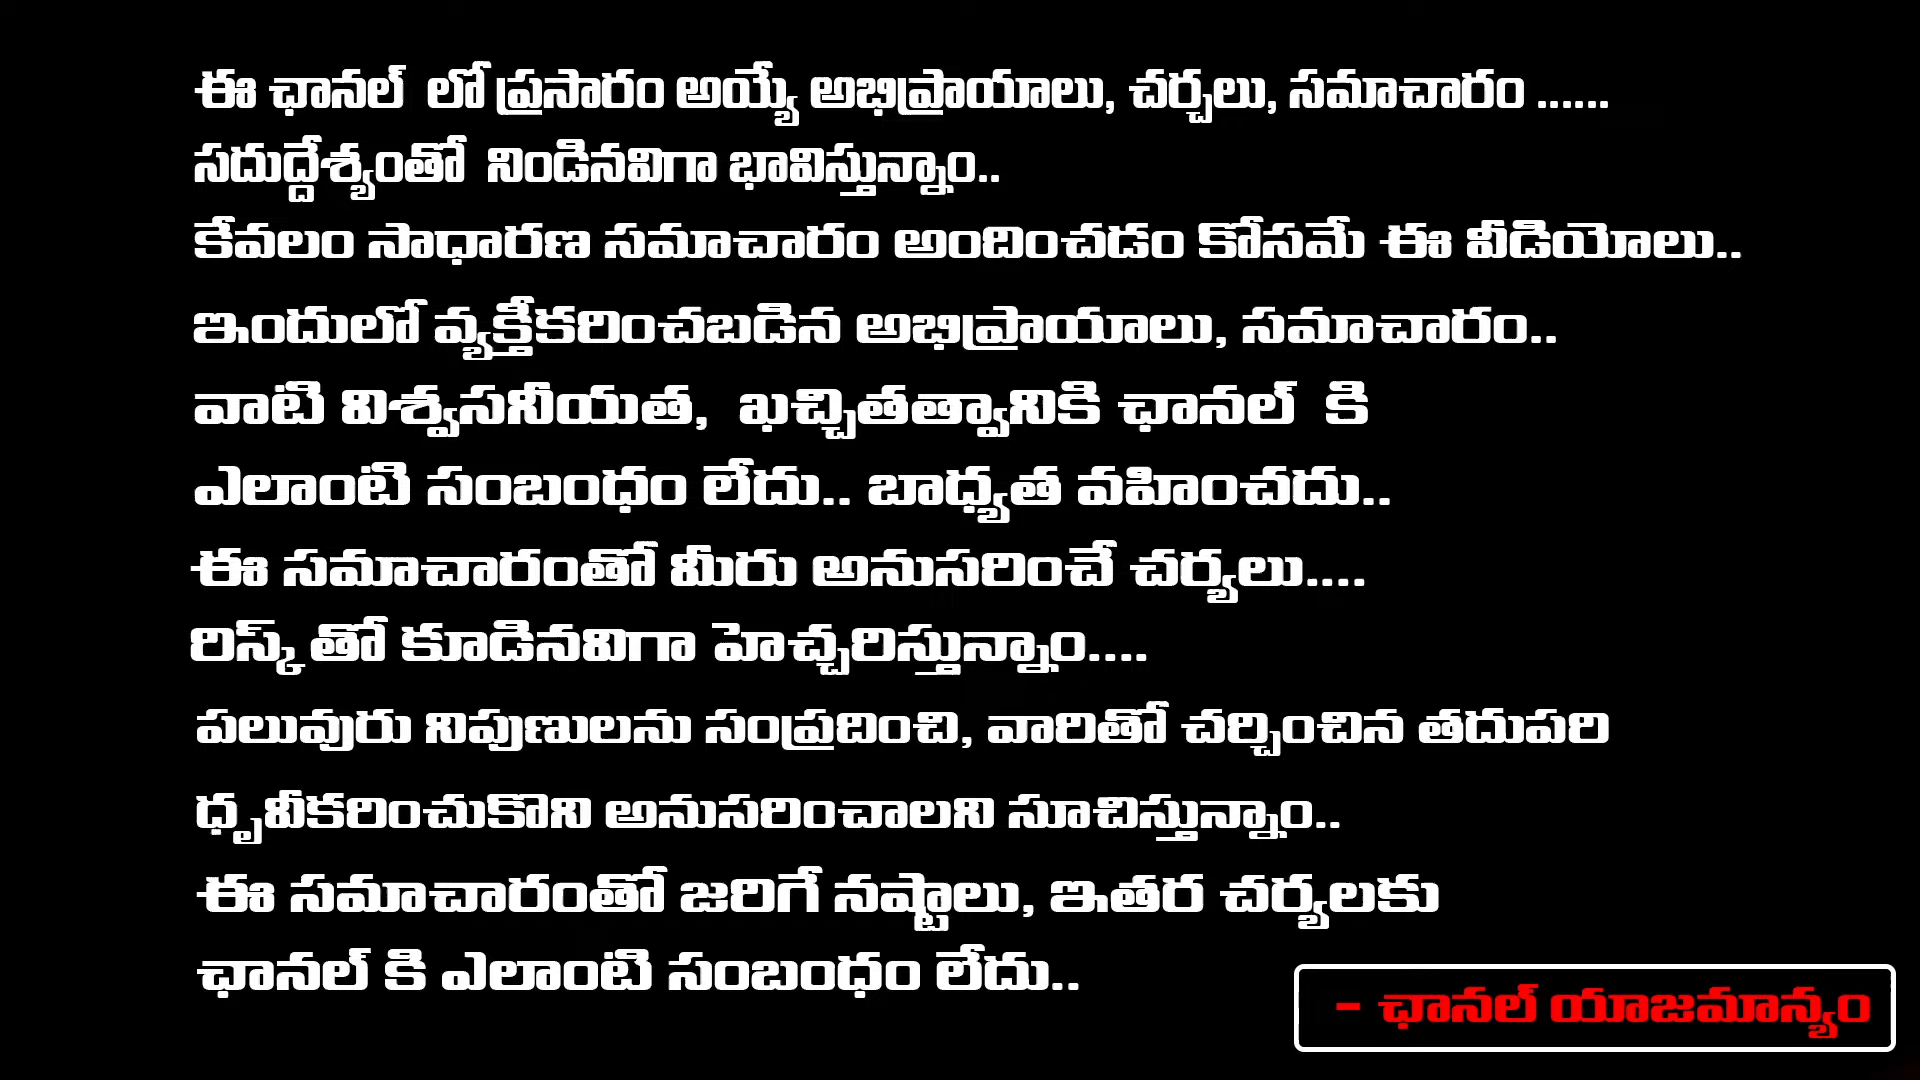 ఈ ఛానల్ లో ప్రసారం అయ్యే అభిప్రాయాలు, చర్చలు, సమాచారం ......
సదుద్దేశ్యంతో నిండినవిగా భావిస్తున్నాం..
కేవలం సాధారణ సమాచారం అందించడం కోసమే ఈ వీడియోలు..
ఇందులో వ్యక్తీకరించబడిన అభిప్రాయాలు, సమాచారం..
వాటి విశ్వసనీయత, ఖచ్చితత్వానికి ఛానల్ కి
ఎలాంటి సంబంధం లేదు.. బాధ్యత వహించదు..
ఈ సమాచారంతో మీరు అనుసరించే చర్యలు....
రిస్క్ తో కూడినవిగా హెచ్చరిస్తున్నాం....
పలువురు నిపుణులను సంప్రదించి, వారితో చర్చించిన తదుపరి
ధృవీకరించుకొని అనుసరించాలని సూచిస్తున్నాం..
ఈ సమాచారంతో జరిగే నష్టాలు, ఇతర చర్యలకు
ఛానల్ కి ఎలాంటి సంబంధం లేదు..
- ఛానల్ యాజమాన్యం